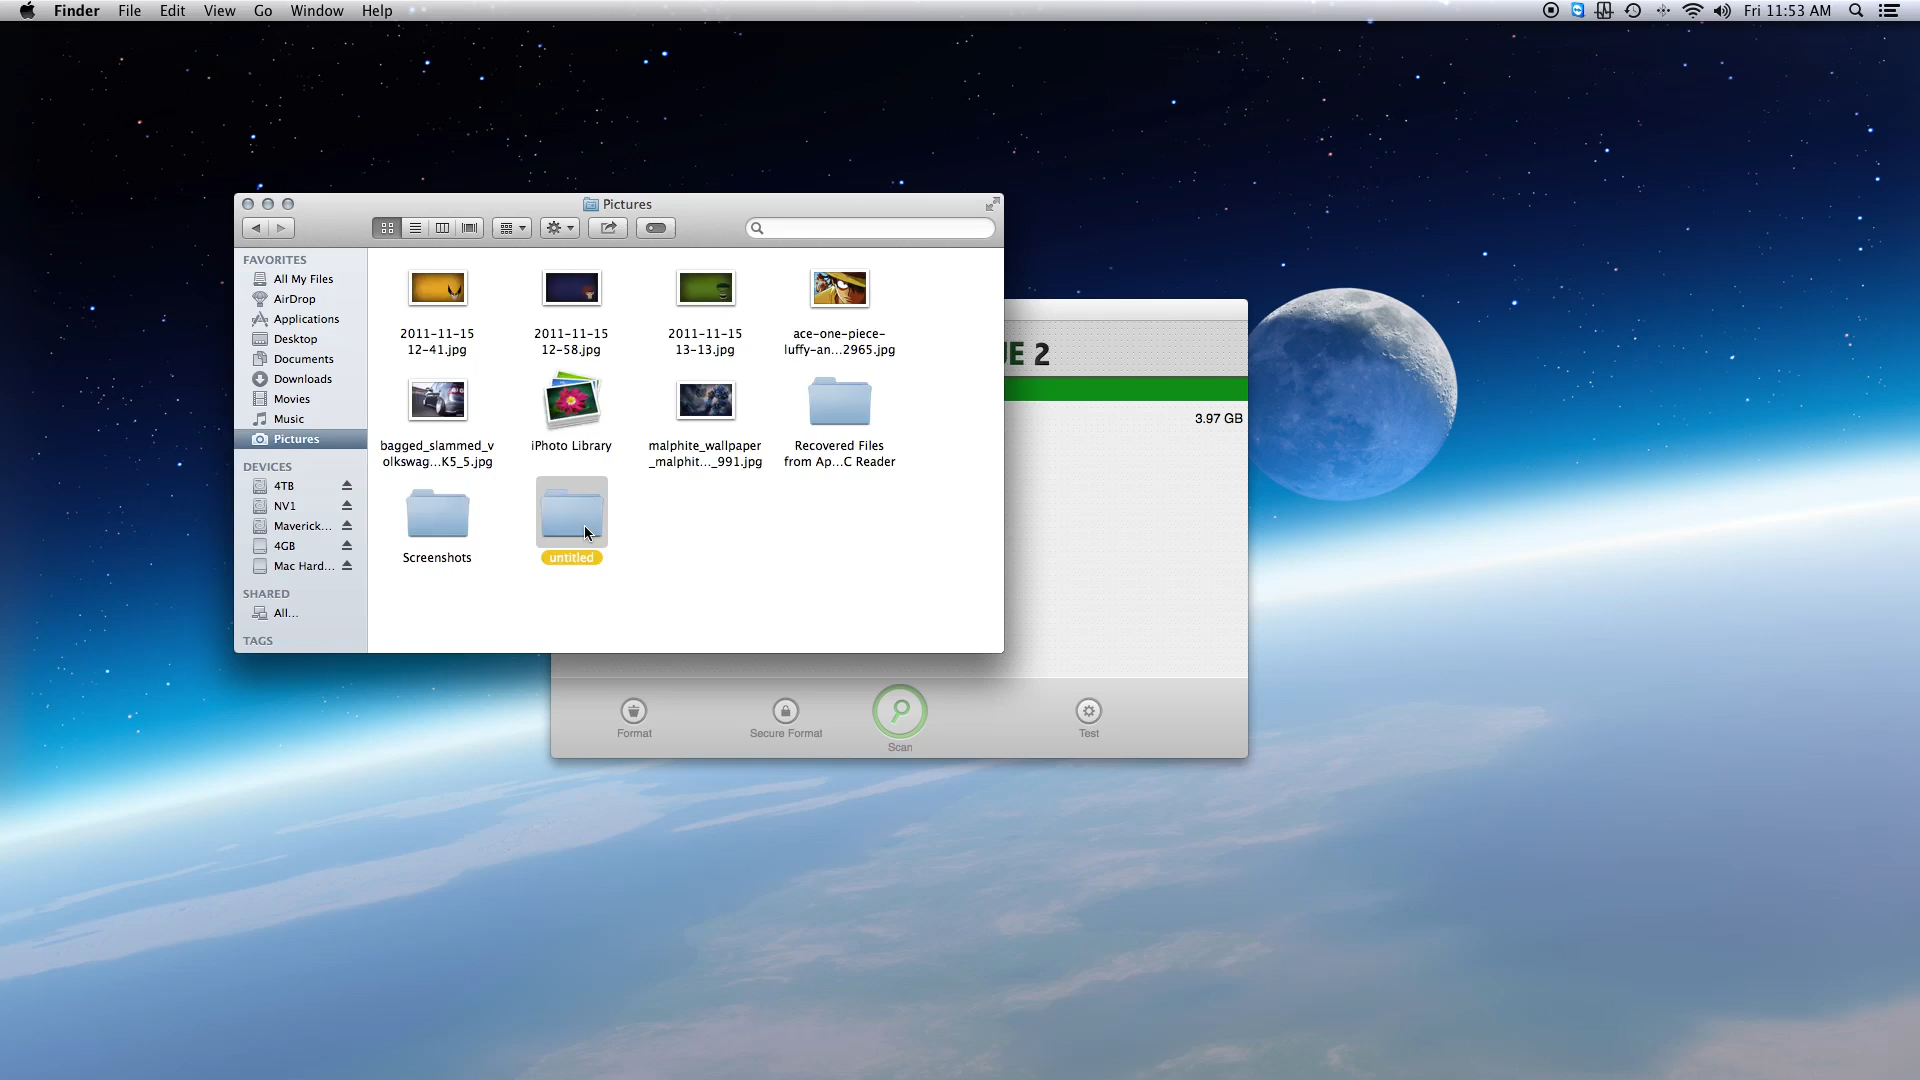 Finder File Edit View Go Window Help
Fri 11:53 AM
Pictures
FAVORITES
All My Files
AirDrop
Applications
Desktop
Documents
Downloads
Movies
Music
Pictures
DEVICES
4TB
NV1
Maverick...
4GB
Mac Hard...
SHARED
All...
TAGS
2011-11-15
12-41.jpg
2011-11-15
12-58.jpg
2011-11-15
13-13.jpg
ace-one-piece-
luffy-an...2965.jpg
bagged_slammed_v
olkswag...K5_5.jpg
iPhoto Library
malphite_wallpaper
_malphit..._991.jpg
Recovered Files
from Ap...C Reader
Screenshots
untitled
UE 2
3.97 GB
Format
Secure Format
Scan
Test